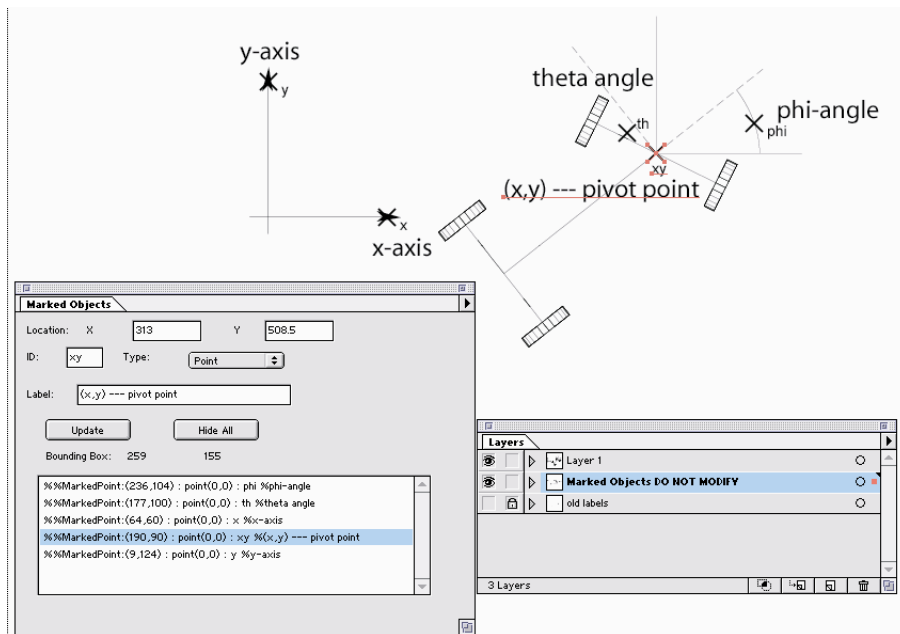 y-axis
y
theta angle
th
phi-angle
phi
xy
(x,y) --- pivot point
x
x-axis
Marked Objects
Location: X 313 Y 508.5
ID: xy Type: Point
Label: (x,y) --- pivot point
Update Hide All
Bounding Box: 259 155
%%MarkedPoint:(236,104) : point(0,0) : phi %phi-angle
%%MarkedPoint:(177,100) : point(0,0) : th %theta angle
%%MarkedPoint:(64,60) : point(0,0) : x %x-axis
%%MarkedPoint:(190,90) : point(0,0) : xy %(x,y) --- pivot point
%%MarkedPoint:(9,124) : point(0,0) : y %y-axis
Layers
Layer 1
Marked Objects DO NOT MODIFY
old labels
3 Layers